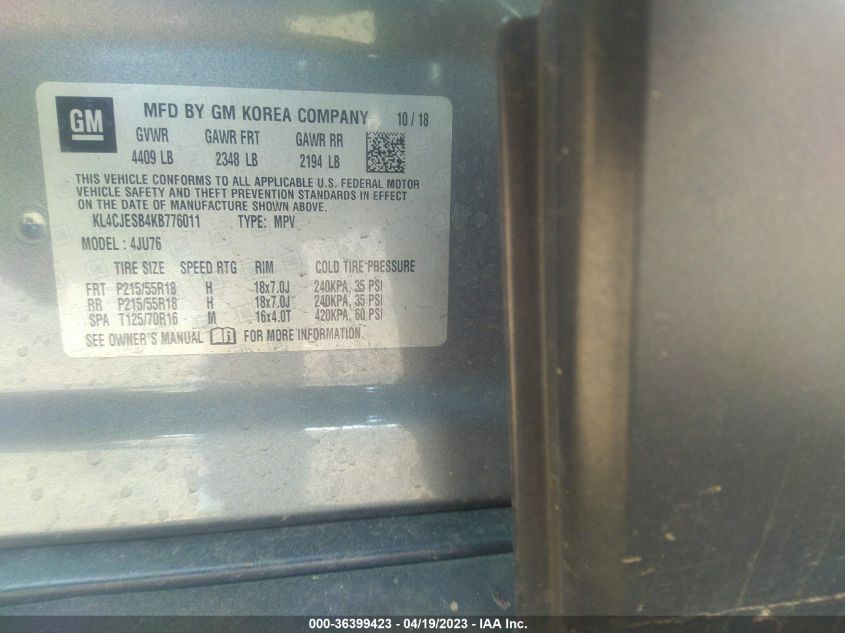 GM
MFD BY GM KOREA COMPANY 10/18
GVWR GAWR FRT GAWR RR
4409 LB 2348 LB 2194 LB
THIS VEHICLE CONFORMS TO ALL APPLICABLE U.S. FEDERAL MOTOR
VEHICLE SAFETY AND THEFT PREVENTION STANDARDS IN EFFECT
ON THE DATE OF MANUFACTURE SHOWN ABOVE.
KL4CJESB4KB776011 TYPE: MPV
MODEL : 4JU76
TIRE SIZE SPEED RTG RIM COLD TIRE PRESSURE
FRT P215/55R18 H 18x7.0J 240KPA, 35 PSI
RR P215/55R18 H 18x7.0J 240KPA, 35 PSI
SPA T125/70R16 M 16x4.0T 420KPA, 60 PSI
SEE OWNER'S MANUAL FOR MORE INFORMATION.
000-36399423 - 04/19/2023 - IAA Inc.